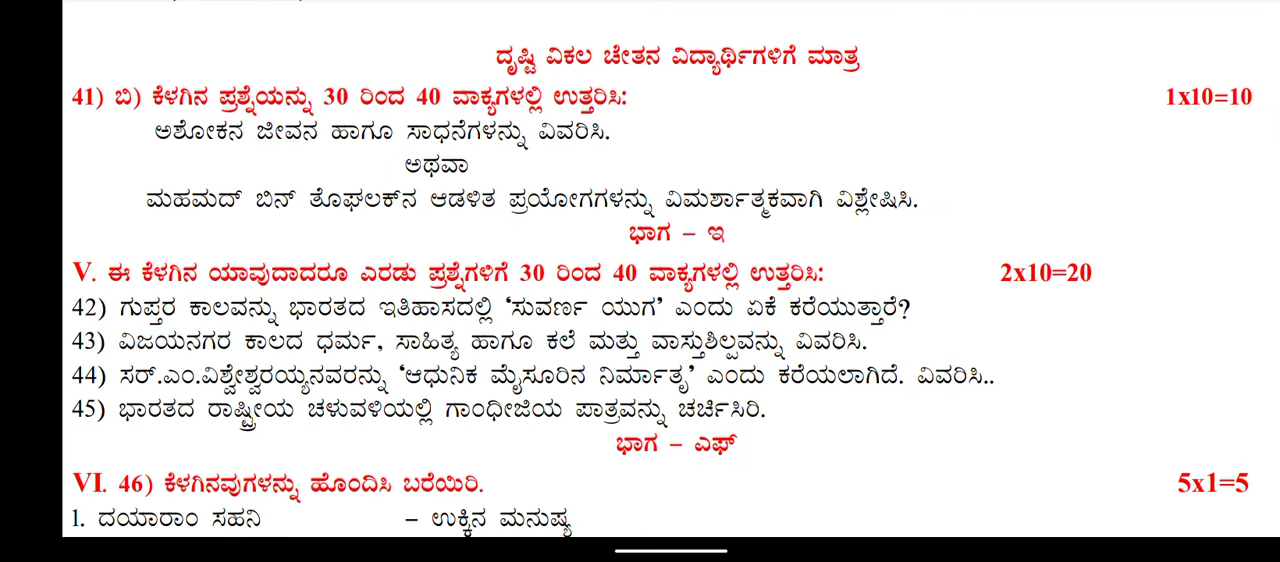 ದೃಷ್ಟಿ ವಿಕಲ ಚೇತನ ವಿದ್ಯಾರ್ಥಿಗಳಿಗೆ ಮಾತ್ರ
41) ಬಿ) ಕೆಳಗಿನ ಪ್ರಶ್ನೆಯನ್ನು 30 ರಿಂದ 40 ವಾಕ್ಯಗಳಲ್ಲಿ ಉತ್ತರಿಸಿ: 1x10=10
ಅಶೋಕನ ಜೀವನ ಹಾಗೂ ಸಾಧನೆಗಳನ್ನು ವಿವರಿಸಿ.
ಅಥವಾ
ಮಹಮದ್ ಬಿನ್ ತೊಘಲಕ್‌ನ ಆಡಳಿತ ಪ್ರಯೋಗಗಳನ್ನು ವಿಮರ್ಶಾತ್ಮಕವಾಗಿ ವಿಶ್ಲೇಷಿಸಿ.
ಭಾಗ – ಇ
V. ಈ ಕೆಳಗಿನ ಯಾವುದಾದರೂ ಎರಡು ಪ್ರಶ್ನೆಗಳಿಗೆ 30 ರಿಂದ 40 ವಾಕ್ಯಗಳಲ್ಲಿ ಉತ್ತರಿಸಿ: 2x10=20
42) ಗುಪ್ತರ ಕಾಲವನ್ನು ಭಾರತದ ಇತಿಹಾಸದಲ್ಲಿ ‘ಸುವರ್ಣ ಯುಗ’ ಎಂದು ಏಕೆ ಕರೆಯುತ್ತಾರೆ?
43) ವಿಜಯನಗರ ಕಾಲದ ಧರ್ಮ, ಸಾಹಿತ್ಯ ಹಾಗೂ ಕಲೆ ಮತ್ತು ವಾಸ್ತುಶಿಲ್ಪವನ್ನು ವಿವರಿಸಿ.
44) ಸರ್.ಎಂ.ವಿಶ್ವೇಶ್ವರಯ್ಯನವರನ್ನು ‘ಆಧುನಿಕ ಮೈಸೂರಿನ ನಿರ್ಮಾತೃ’ ಎಂದು ಕರೆಯಲಾಗಿದೆ. ವಿವರಿಸಿ..
45) ಭಾರತದ ರಾಷ್ಟ್ರೀಯ ಚಳುವಳಿಯಲ್ಲಿ ಗಾಂಧೀಜಿಯ ಪಾತ್ರವನ್ನು ಚರ್ಚಿಸಿರಿ.
ಭಾಗ – ಎಫ್
VI. 46) ಕೆಳಗಿನವುಗಳನ್ನು ಹೊಂದಿಸಿ ಬರೆಯಿರಿ. 5x1=5
1. ದಯಾರಾಂ ಸಹನಿ – ಉಕ್ಕಿನ ಮನುಷ್ಯ